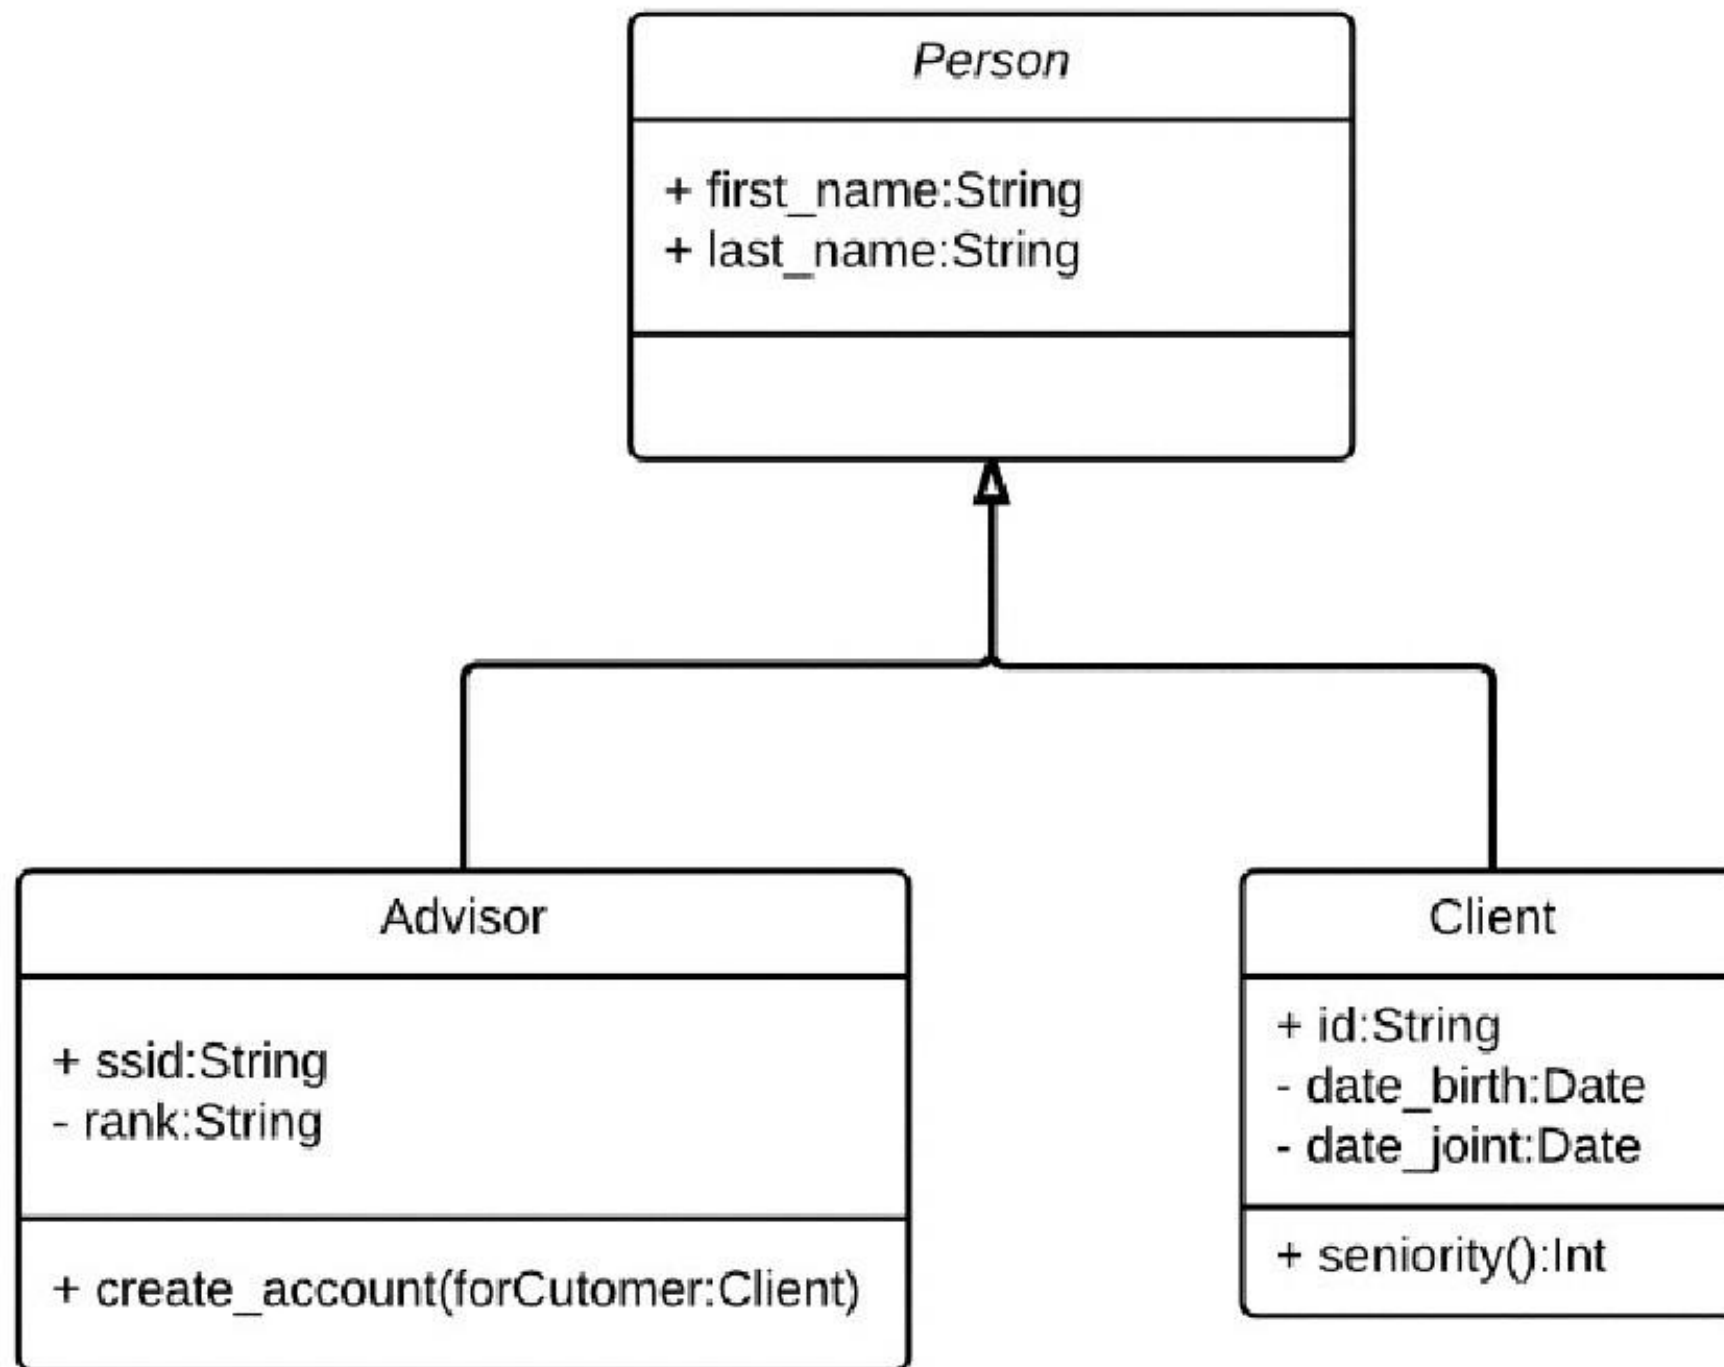 Person
+ first_name:String
+ last_name:String
Advisor
+ ssid:String
- rank:String
+ create_account(forCutomer:Client)
Client
+ id:String
- date_birth:Date
- date_joint:Date
+ seniority():Int